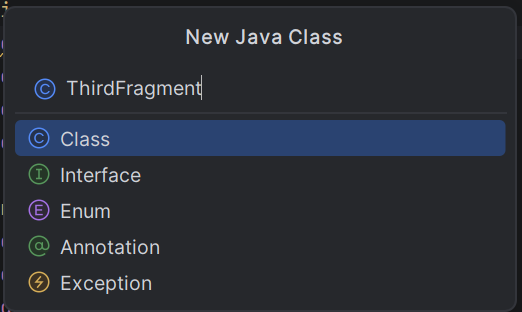 New Java Class
C ThirdFragment
C Class
I Interface
E Enum
@ Annotation
Exception